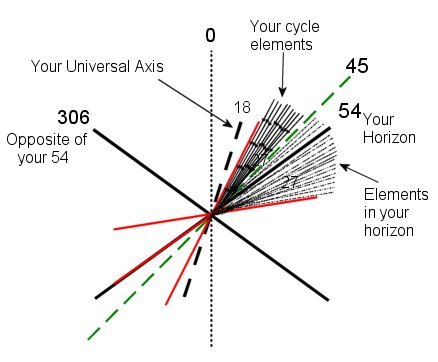 0
Your cycle
elements
Your Universal Axis
45
18
306
54
Your
Horizon
Opposite of
your 54
27
Elements
in your
horizon